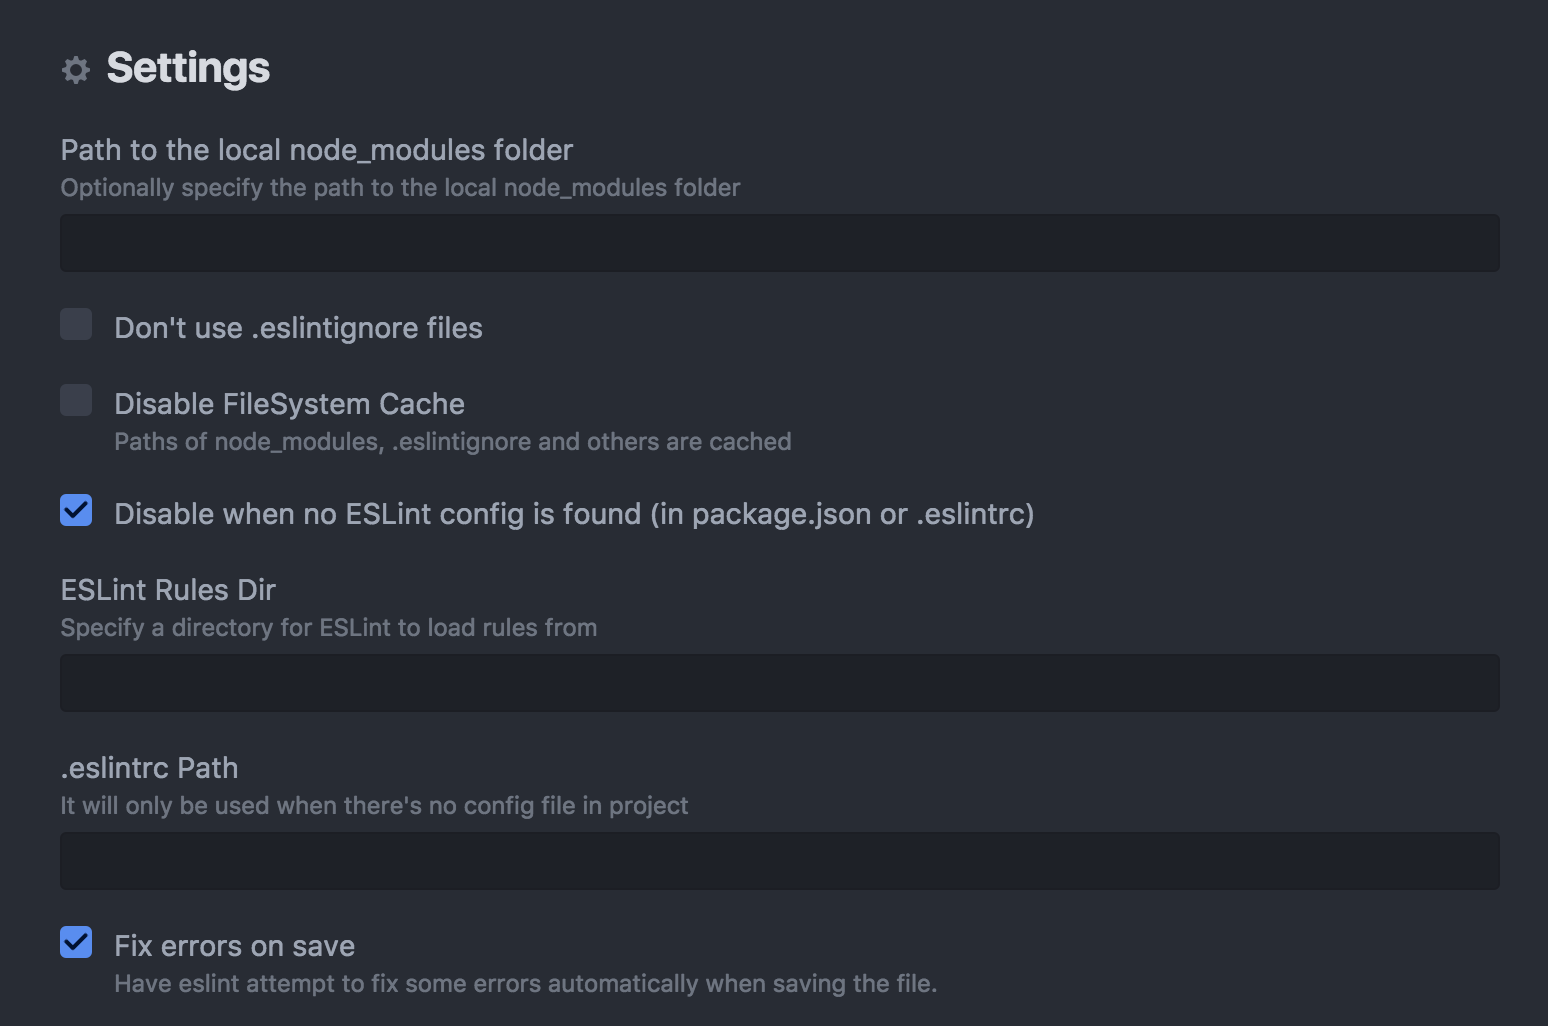 Settings
Path to the local node_modules folder
Optionally specify the path to the local node_modules folder
Don't use .eslintignore files
Disable FileSystem Cache
Paths of node_modules, .eslintignore and others are cached
Disable when no ESLint config is found (in package.json or .eslintrc)
ESLint Rules Dir
Specify a directory for ESLint to load rules from
.eslintrc Path
It will only be used when there's no config file in project
Fix errors on save
Have eslint attempt to fix some errors automatically when saving the file.